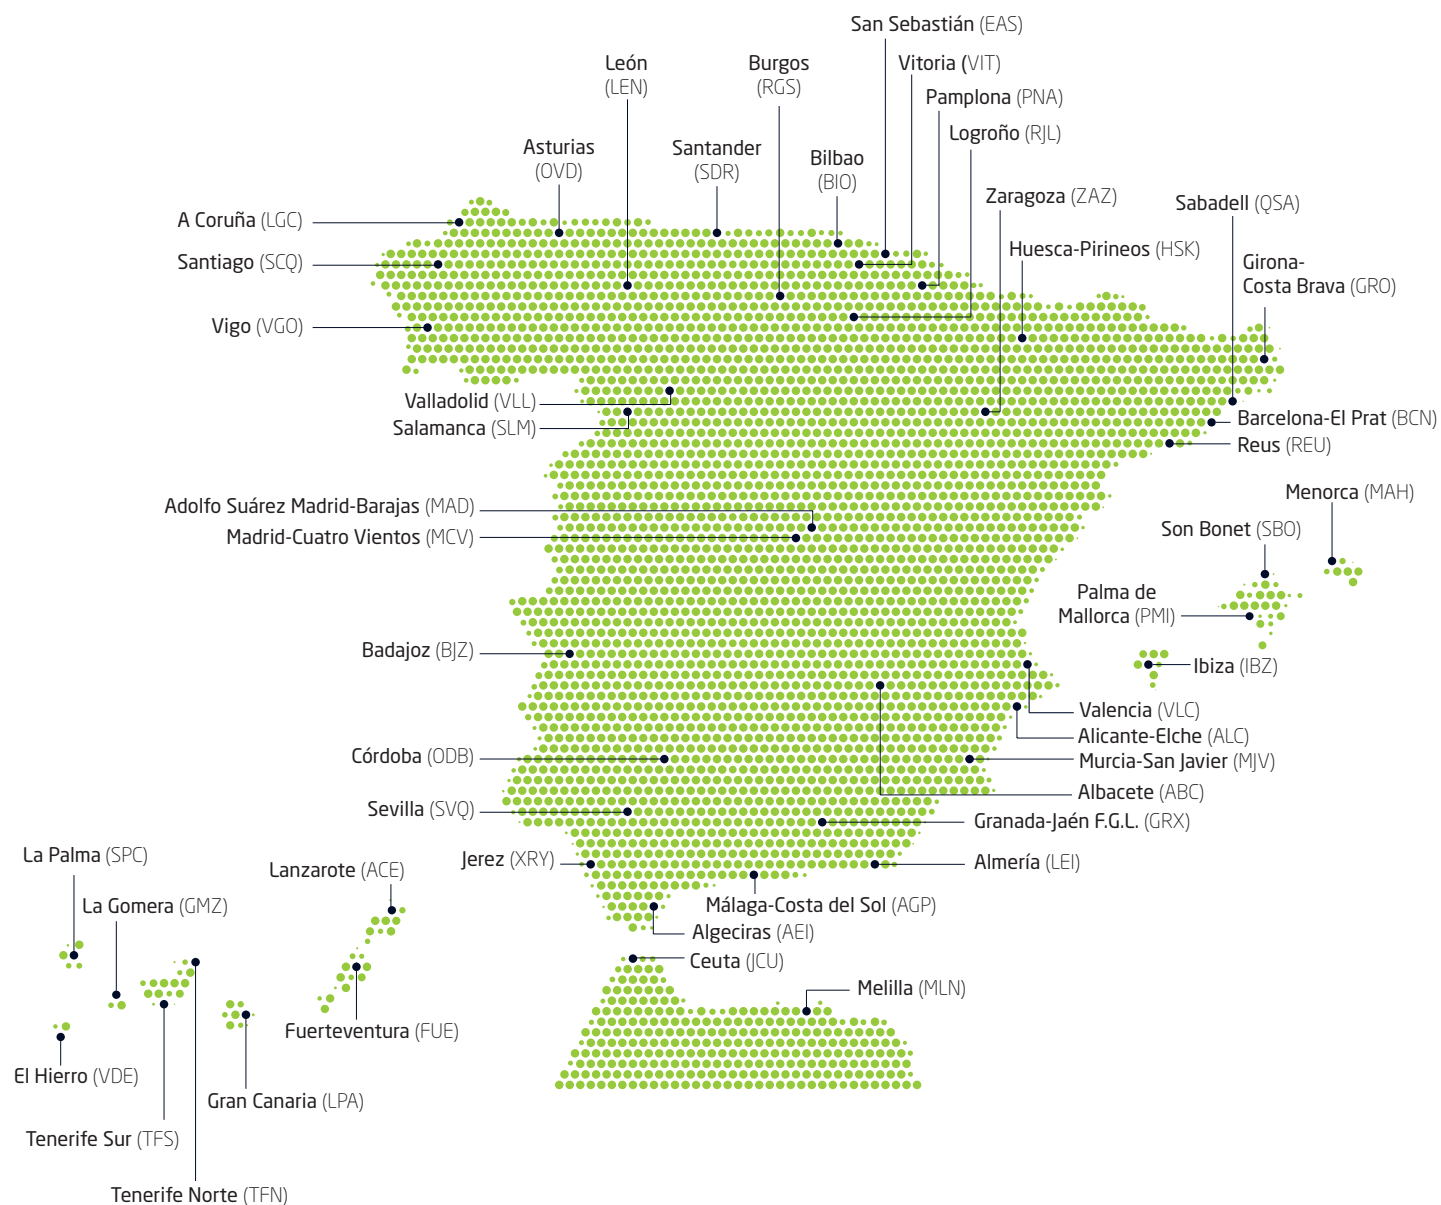 San Sebastián (EAS)
León
(LEN)
Burgos
(RGS)
Vitoria (VIT)
Pamplona (PNA)
Logroño (RJL)
Asturias
(OVD)
Santander
(SDR)
Bilbao
(BIO)
Zaragoza (ZAZ)
Sabadell (QSA)
A Coruña (LGC)
Huesca-Pirineos (HSK)
Santiago (SCQ)
Girona-
Costa Brava (GRO)
Vigo (VGO)
Valladolid (VLL)
Salamanca (SLM)
Barcelona-El Prat (BCN)
Reus (REU)
Menorca (MAH)
Adolfo Suárez Madrid-Barajas (MAD)
Madrid-Cuatro Vientos (MCV)
Son Bonet (SBO)
Palma de
Mallorca (PMI)
Badajoz (BJZ)
Ibiza (IBZ)
Valencia (VLC)
Alicante-Elche (ALC)
Córdoba (ODB)
Murcia-San Javier (MJV)
Albacete (ABC)
Sevilla (SVQ)
Granada-Jaén F.G.L. (GRX)
La Palma (SPC)
Lanzarote (ACE)
Jerez (XRY)
Almería (LEI)
La Gomera (GMZ)
Málaga-Costa del Sol (AGP)
Algeciras (AEI)
Ceuta (JCU)
Melilla (MLN)
Fuerteventura (FUE)
El Hierro (VDE)
Gran Canaria (LPA)
Tenerife Sur (TFS)
Tenerife Norte (TFN)